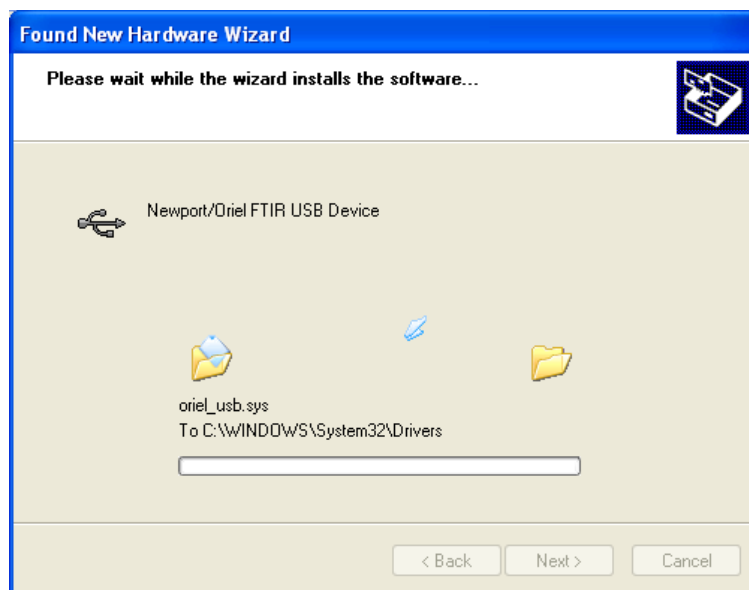 Found New Hardware Wizard
Please wait while the wizard installs the software...
Newport/Oriel FTIR USB Device
oriel_usb.sys
To C:\WINDOWS\System32\Drivers
< Back Next > Cancel